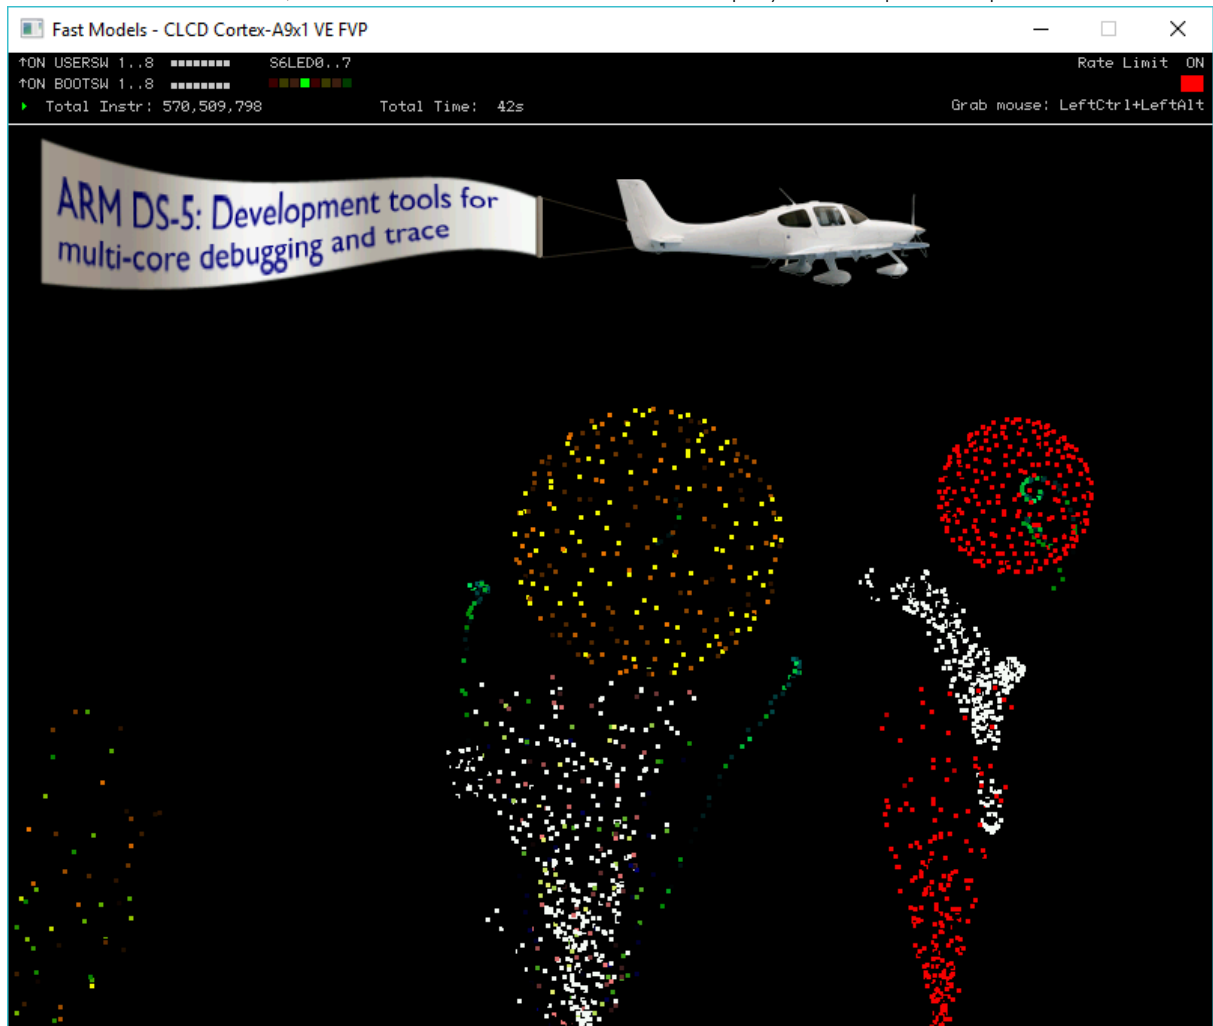 Fast Models - CLCD Cortex-A9x1 VE FVP
↑ON USERSW 1..8 S6LED0..7 Rate Limit ON
↑ON BOOTSW 1..8
Total Instr: 570,509,798 Total Time: 42s Grab mouse: LeftCtrl+LeftAlt
ARM DS-5: Development tools for
multi-core debugging and trace